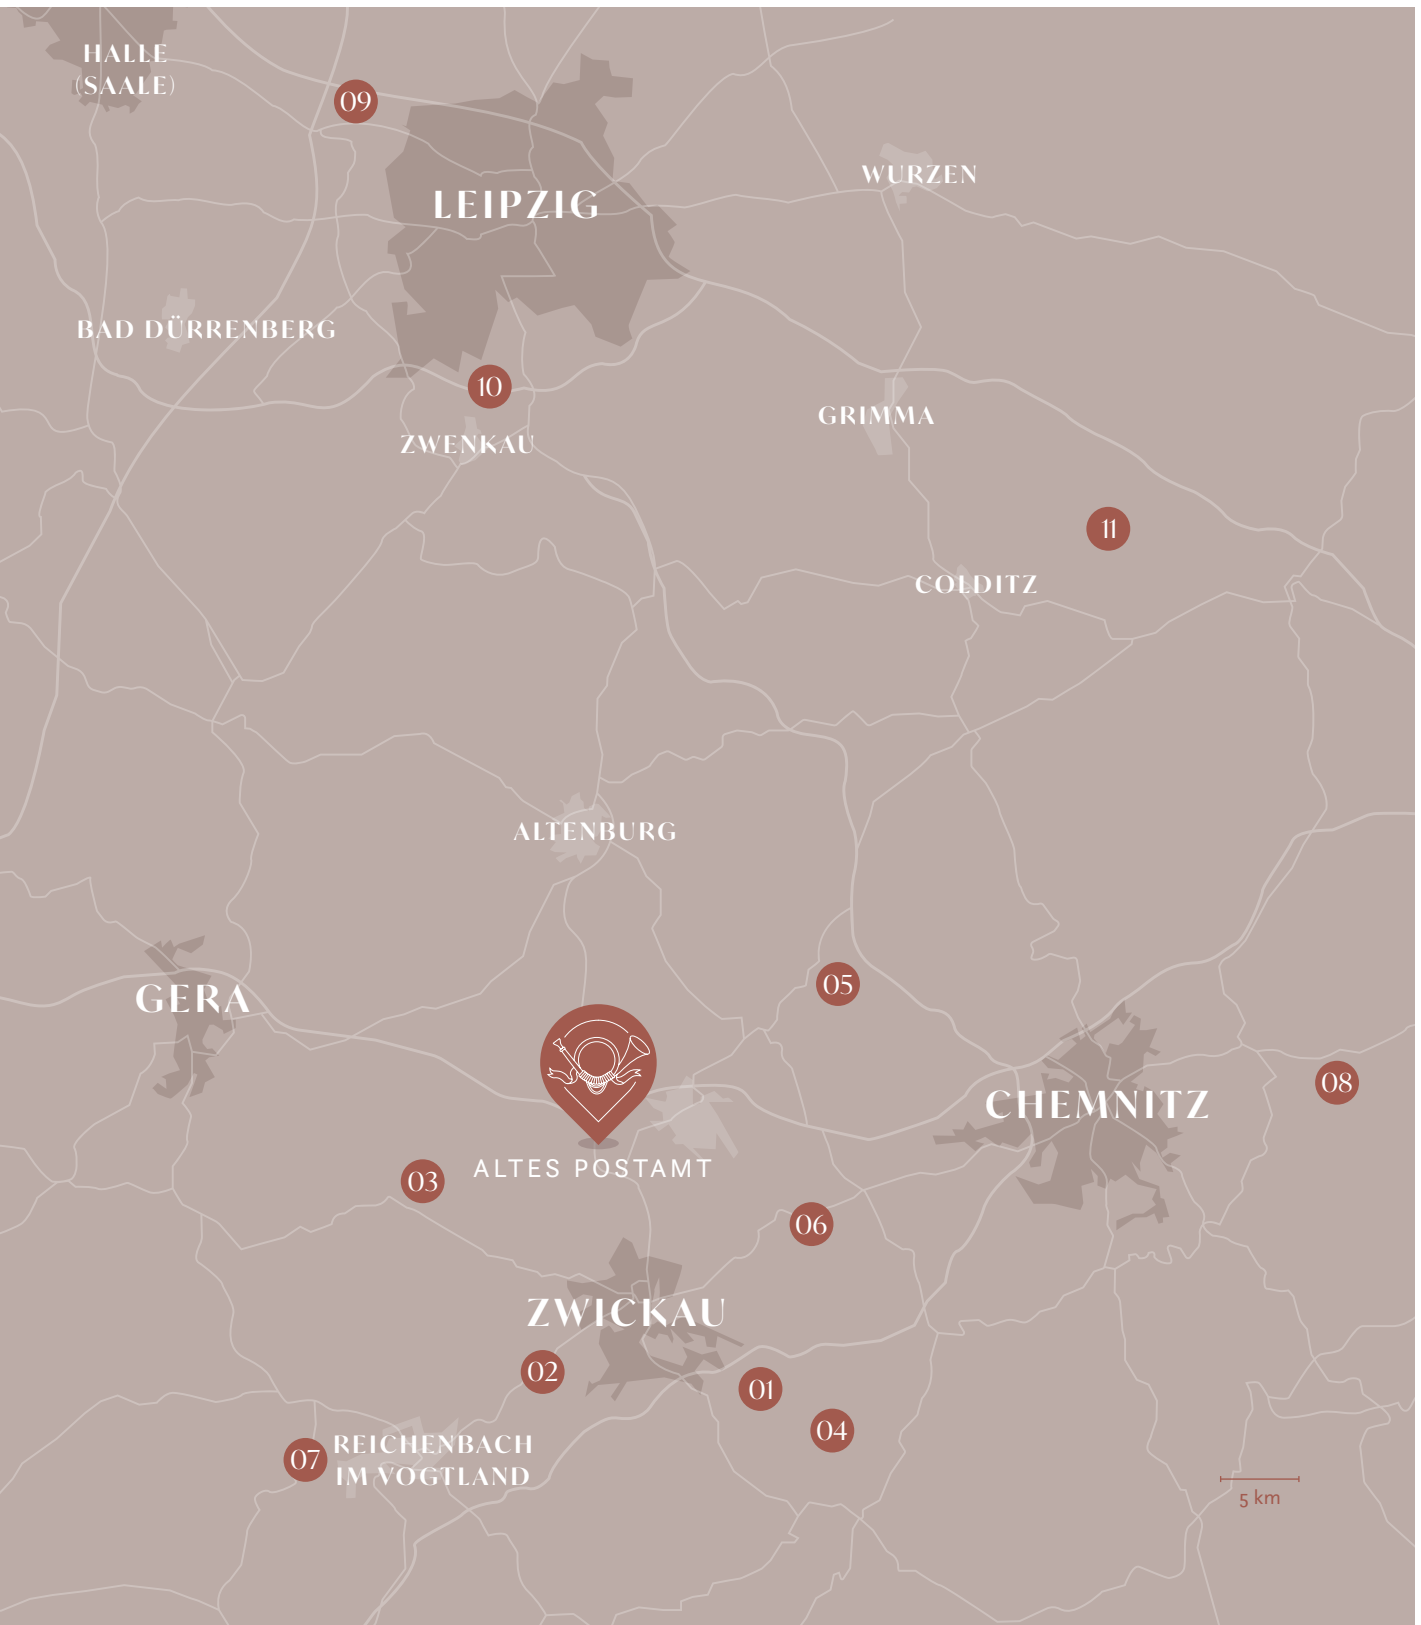 HALLE
(SAALE)
09
LEIPZIG
WURZEN
BAD DÜRRENBERG
10
GRIMMA
ZWENKAU
11
COLDITZ
ALTENBURG
05
GERA
08
CHEMNITZ
ALTES POSTAMT
03
06
ZWICKAU
02
01
04
07
REICHENBACH
IM VOGTLAND
5 km